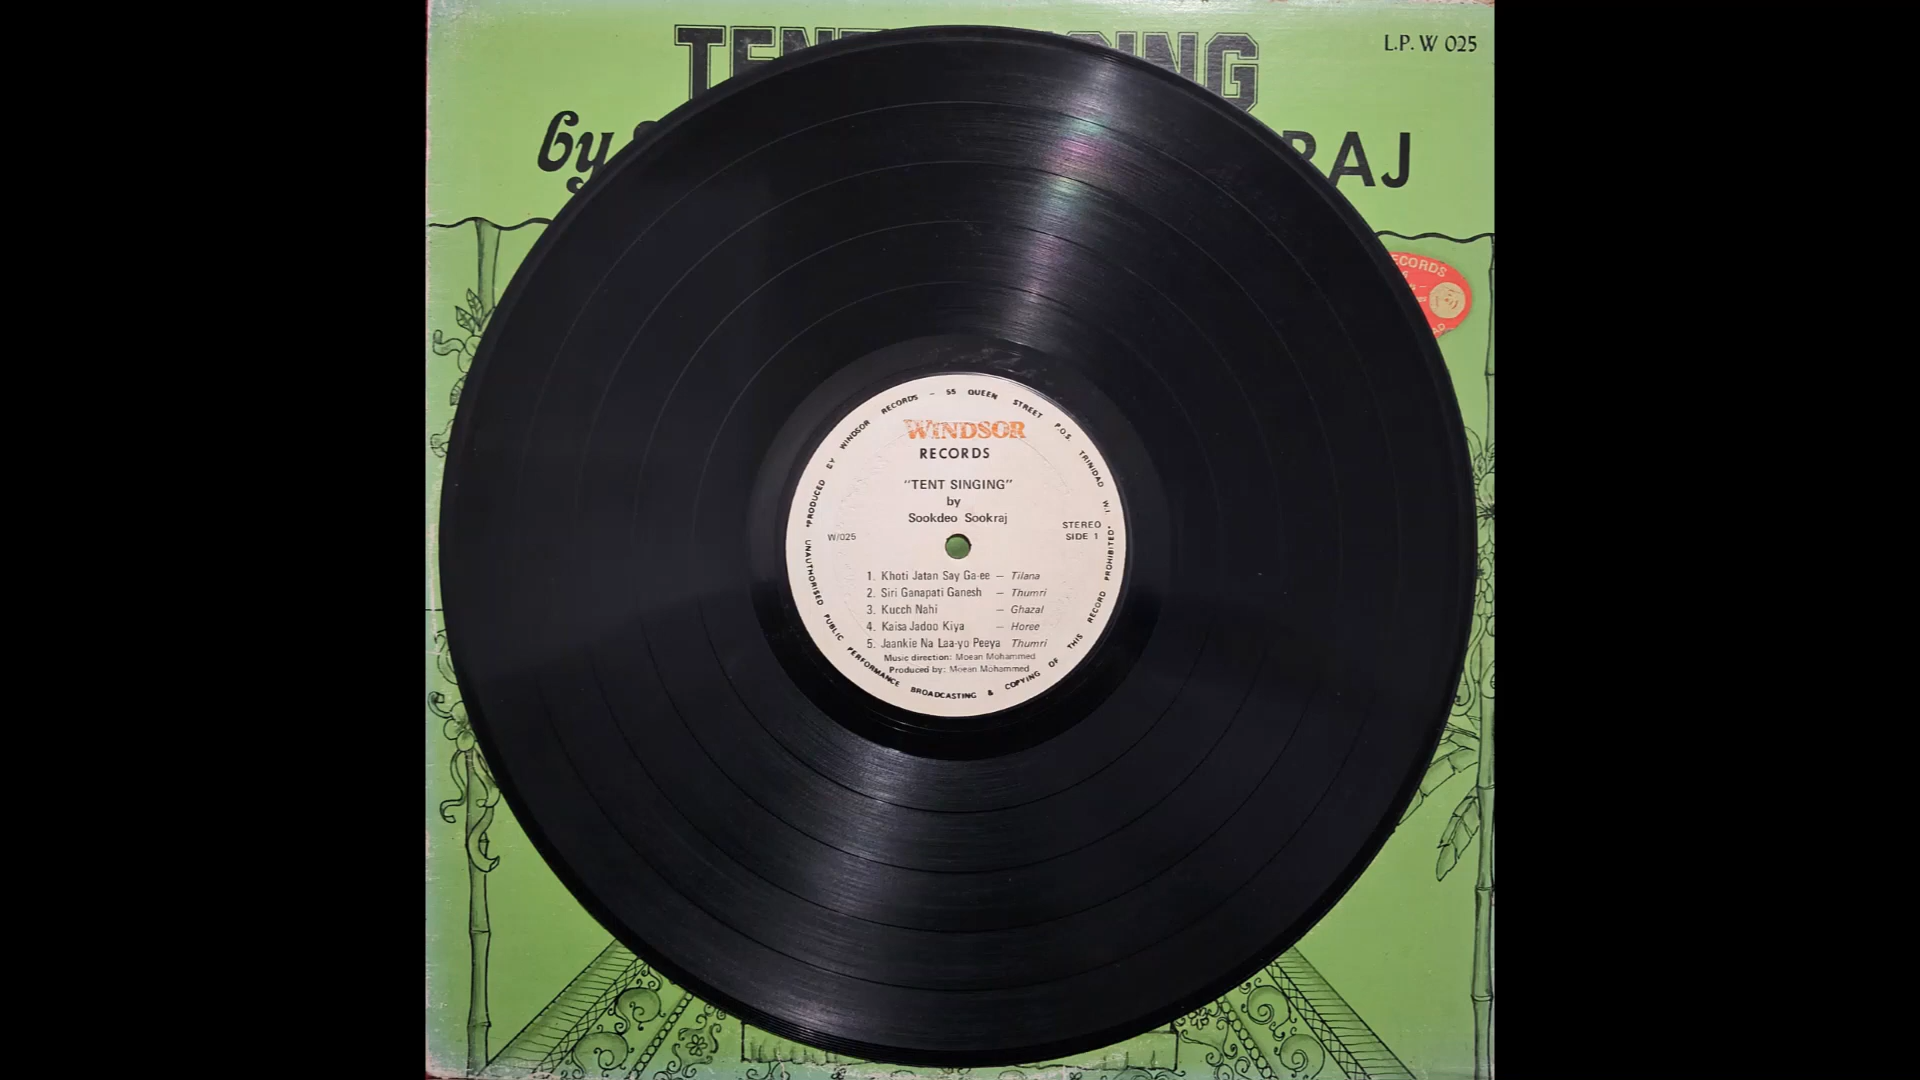 L.P. W 025
by
RAJ
ECORDS
"PRODUCED BY WINDSOR RECORDS - 55 QUEEN STREET P.O.S. TRINIDAD W.I.
UNAUTHORISED PUBLIC PERFORMANCE BROADCASTING & COPYING OF THIS RECORD PROHIBITED"
WINDSOR
RECORDS
"TENT SINGING"
by
Sookdeo Sookraj
W/025
STEREO
SIDE 1
1. Khoti Jatan Say Ga-ee — Tilana
2. Siri Ganapati Ganesh — Thumri
3. Kucch Nahi — Ghazal
4. Kaisa Jadoo Kiya — Horee
5. Jaankie Na Laa-yo Peeya Thumri
Music direction: Moean Mohammed
Produced by: Moean Mohammed